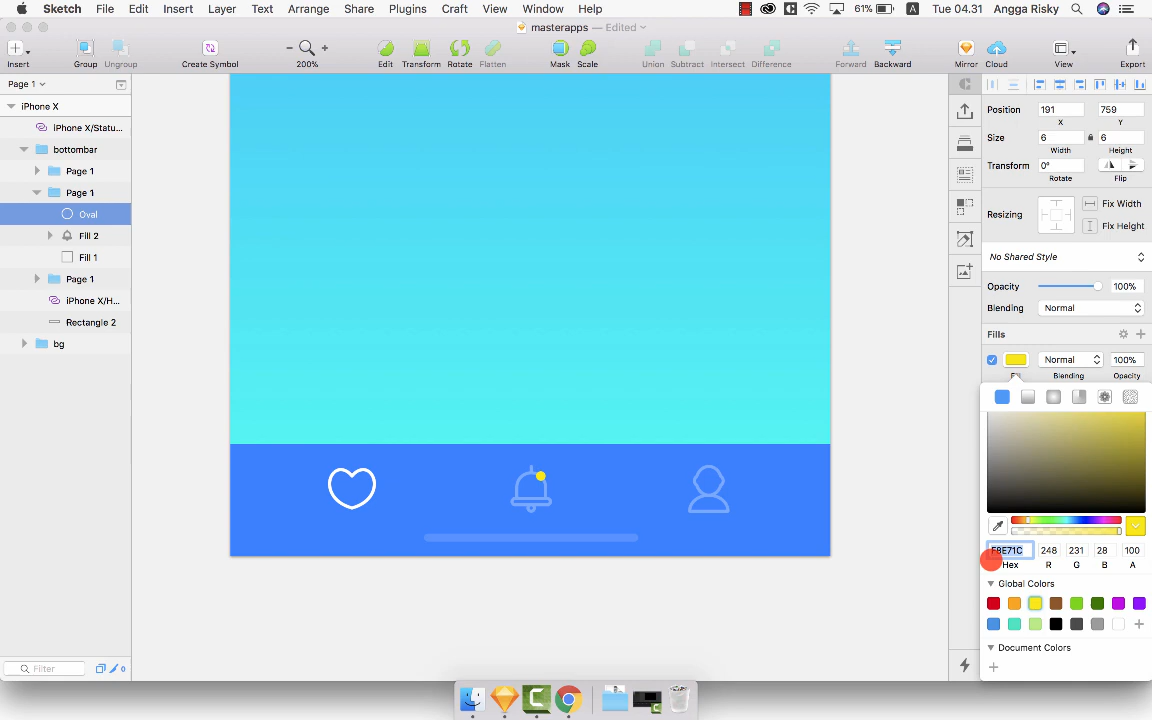 Sketch File Edit Insert Layer Text Arrange Share Plugins Craft View Window Help 61% Tue 04.31 Angga Risky
masterapps — Edited
Insert Group Ungroup Create Symbol 200% Edit Transform Rotate Flatten Mask Scale Union Subtract Intersect Difference Forward Backward Mirror Cloud View Export
Page 1
iPhone X
iPhone X/Statu...
bottombar
Page 1
Page 1
Oval
Fill 2
Fill 1
Page 1
iPhone X/H...
Rectangle 2
bg
Filter 0
Position 191 759
X Y
Size 6 6
Width Height
Transform 0°
Rotate Flip
Resizing Fix Width
Fix Height
No Shared Style
Opacity 100%
Blending Normal
Fills
Normal 100%
Blending Opacity
F8E71C 248 231 28 100
Hex R G B A
Global Colors
Document Colors